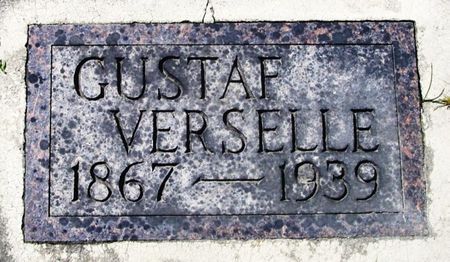 GUSTAF
VERSELLE
1867 — 1939